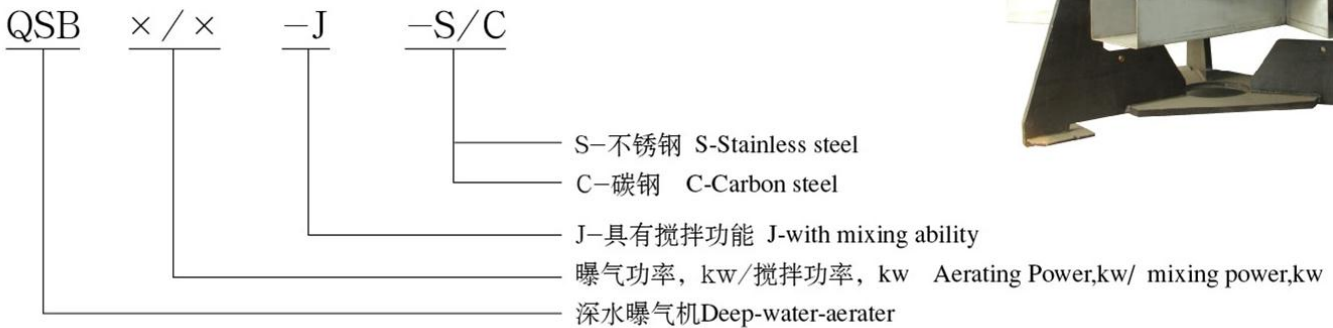 QSB ×/× -J -S/C
S-不锈钢 S-Stainless steel
C-碳钢 C-Carbon steel
J-具有搅拌功能 J-with mixing ability
曝气功率，kw/搅拌功率，kw Aerating Power,kw/ mixing power,kw
深水曝气机Deep-water-aerater